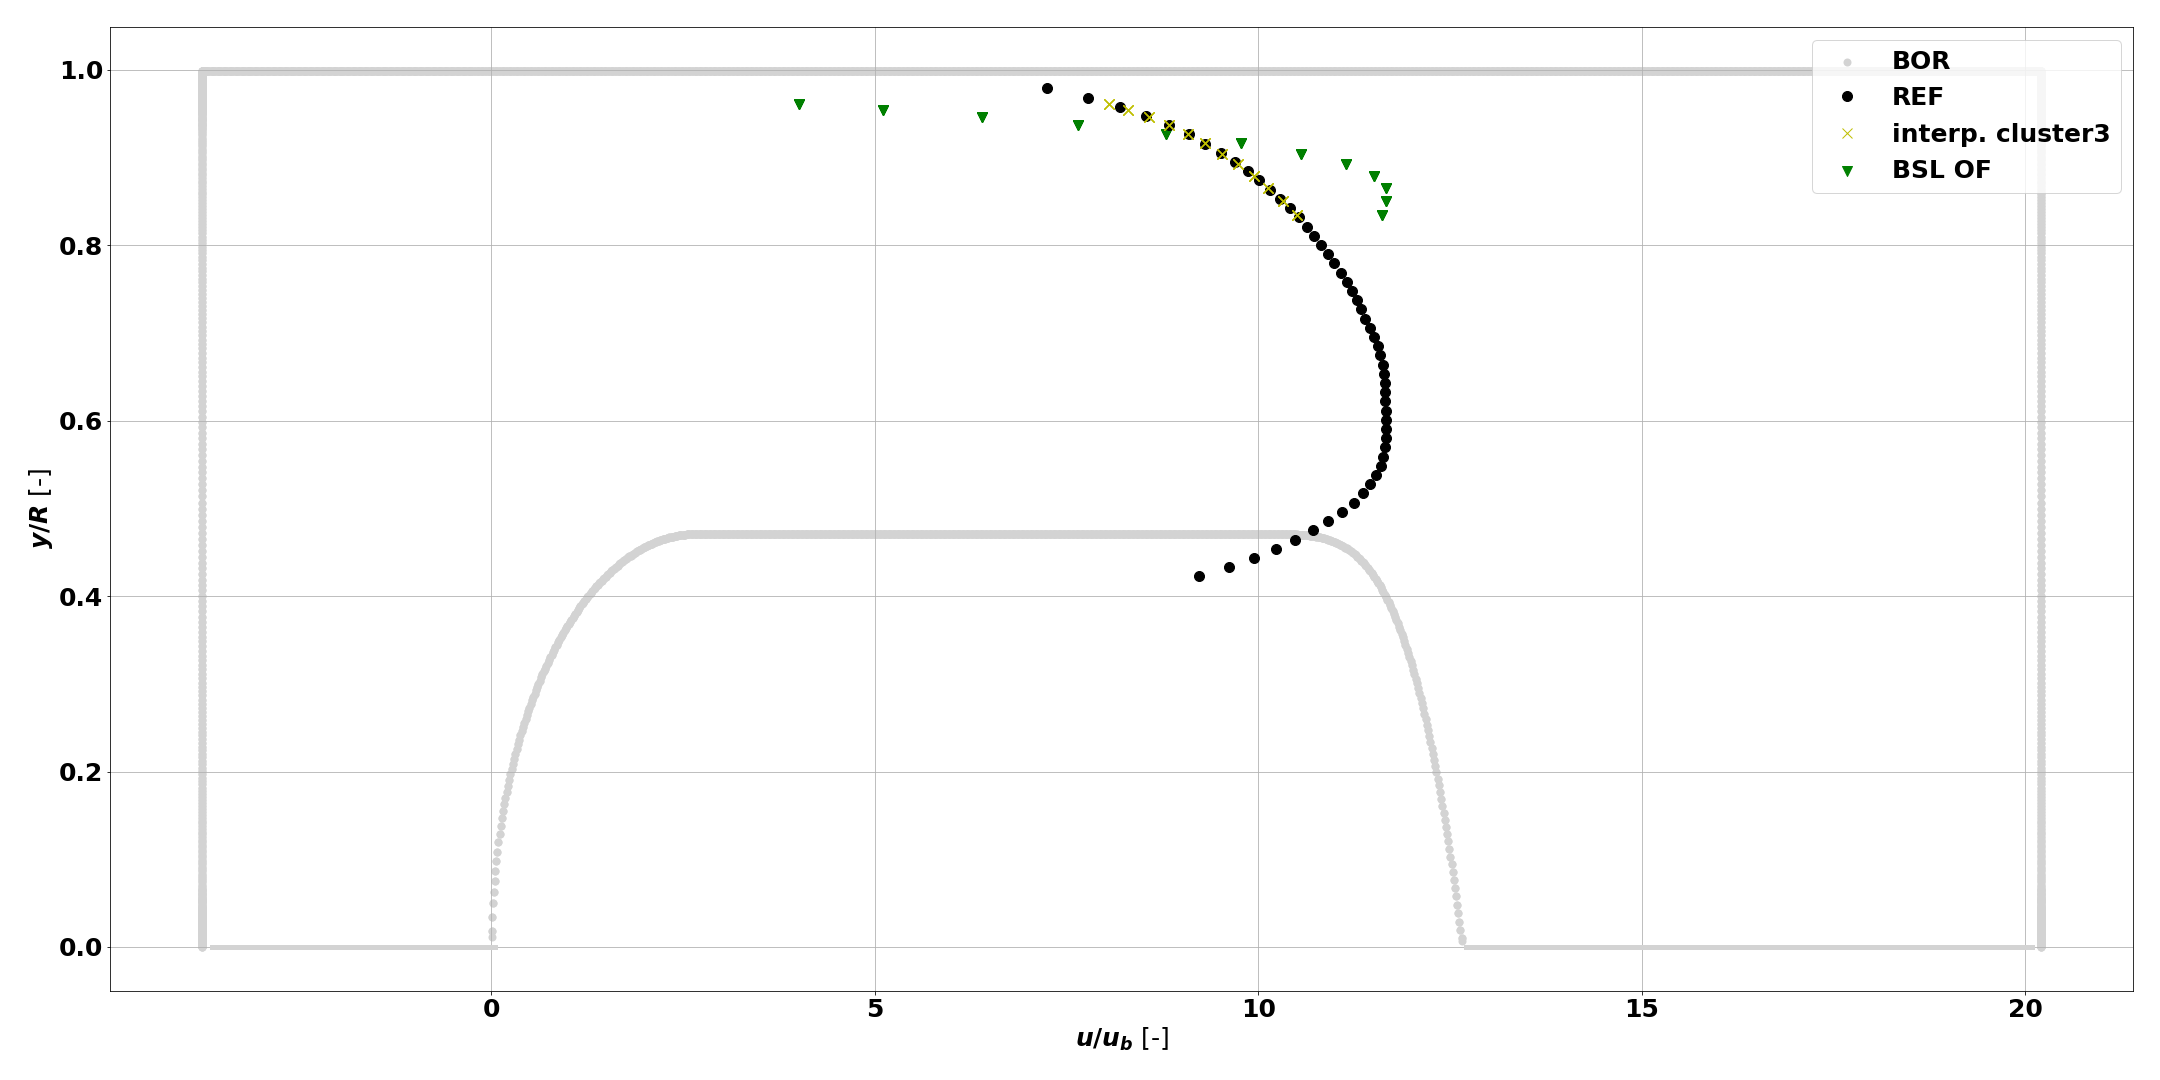 1.0
0.8
0.6
0.4
0.2
0.0
y/R [-]
0 5 10 15 20
u/u_b [-]
BOR
REF
interp. cluster3
BSL OF